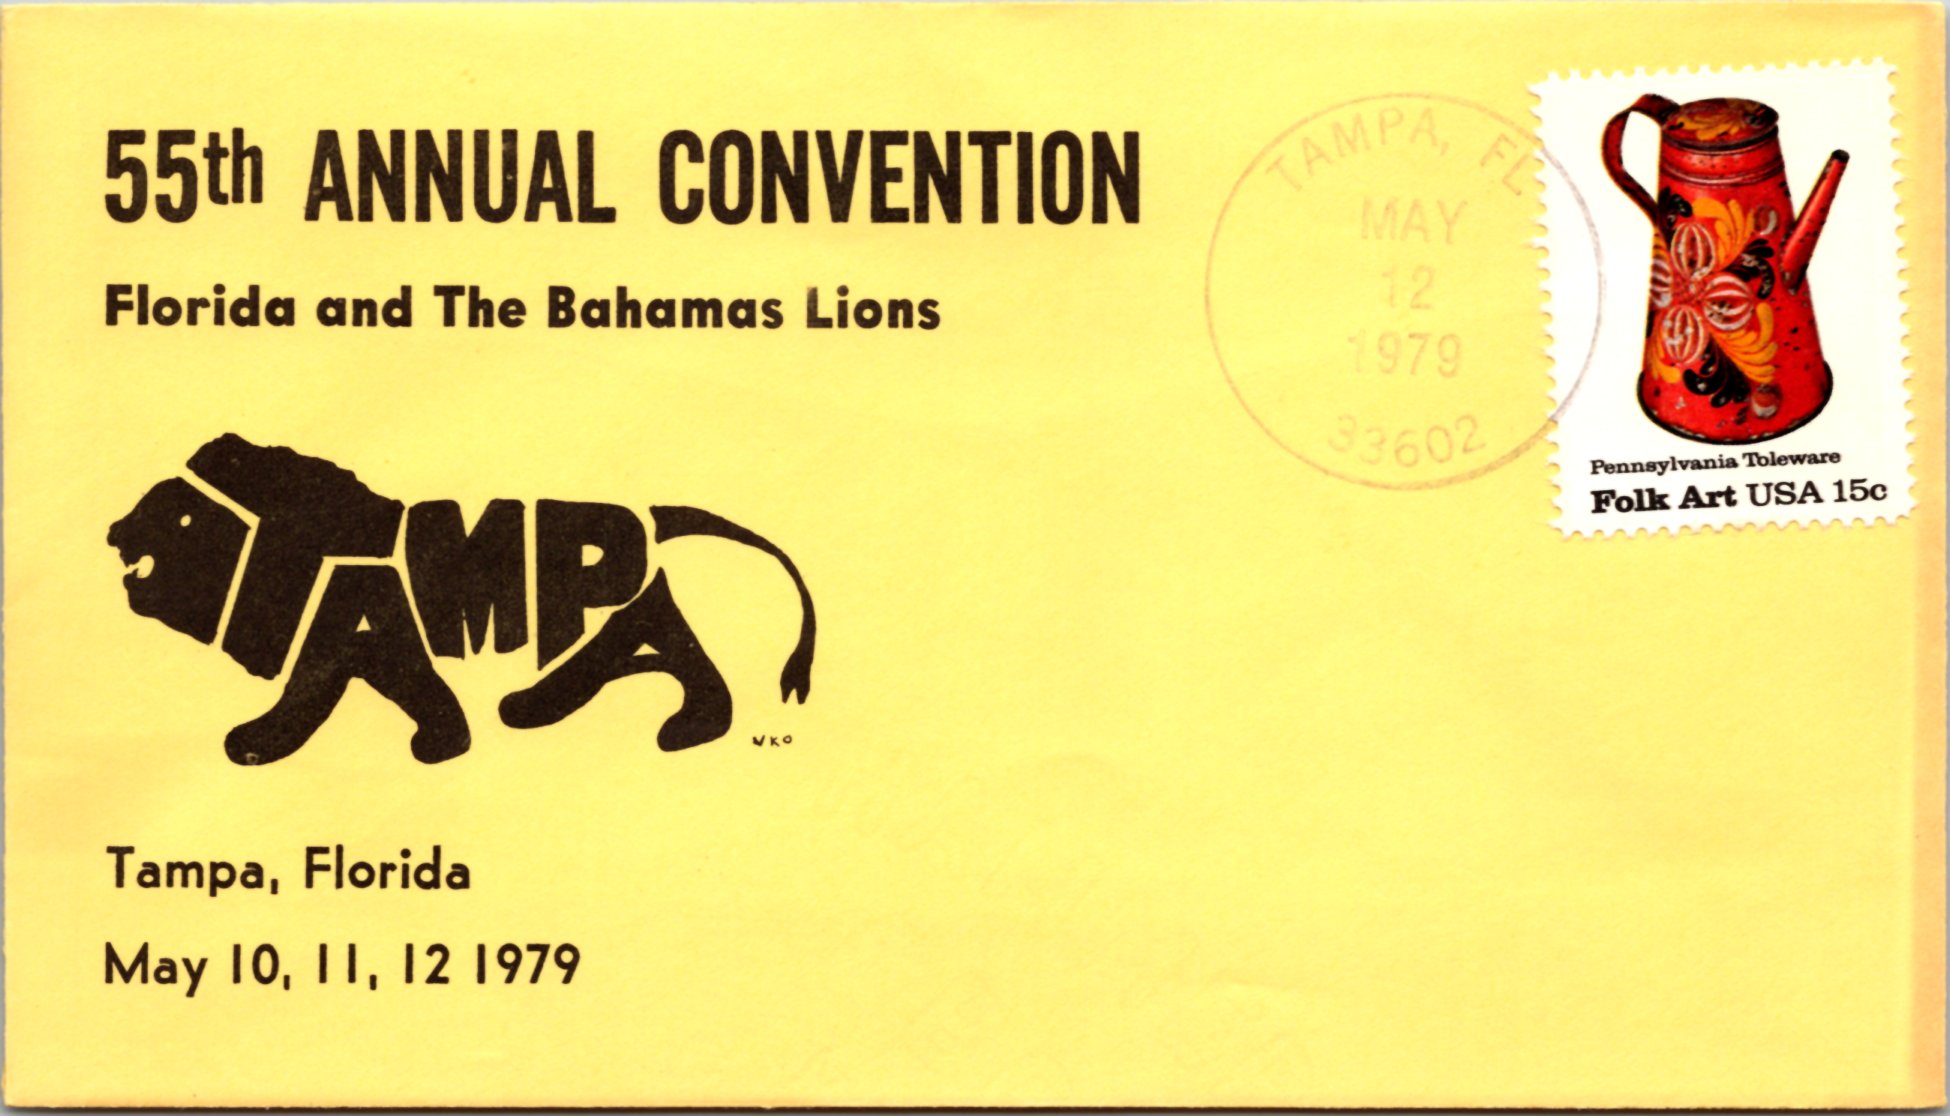 55th ANNUAL CONVENTION
Florida and The Bahamas Lions
TAMPA
WKO
Tampa, Florida
May 10, 11, 12 1979
TAMPA, FL
MAY
12
1979
33602
Pennsylvania Toleware
Folk Art USA 15c